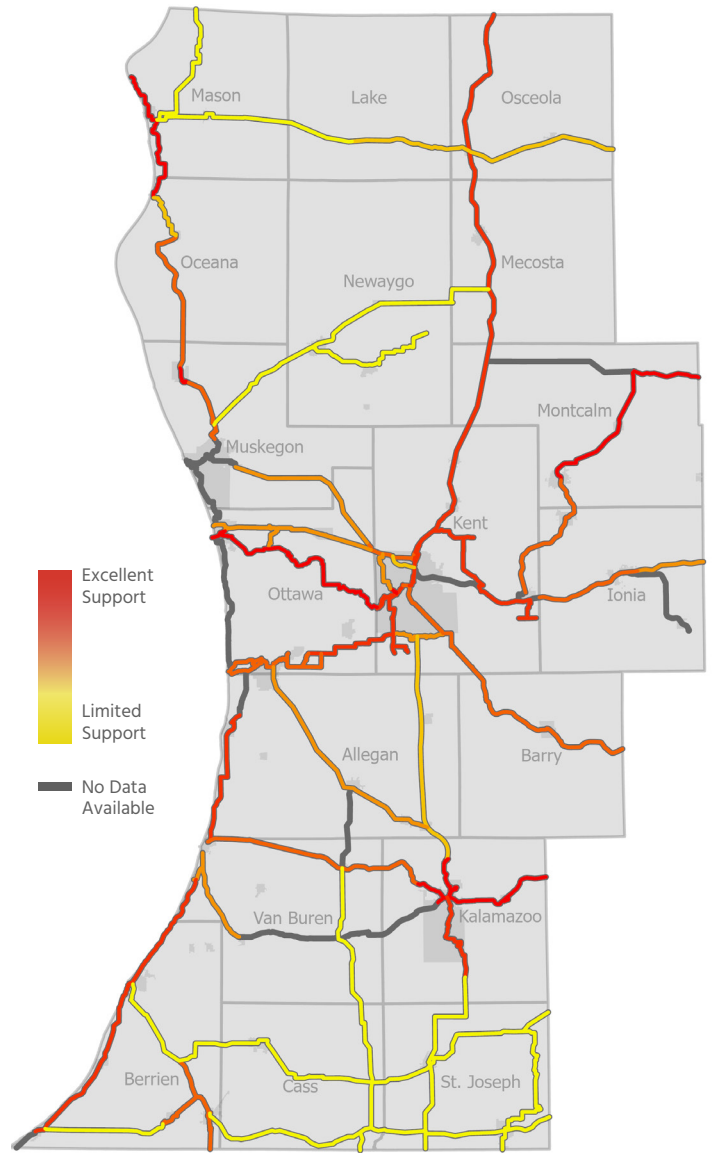 Mason
Lake
Osceola
Oceana
Newaygo
Mecosta
Montcalm
Muskegon
Kent
Ottawa
Ionia
Excellent
Support
Limited
Support
No Data
Available
Allegan
Barry
Van Buren
Kalamazoo
Berrien
Cass
St. Joseph